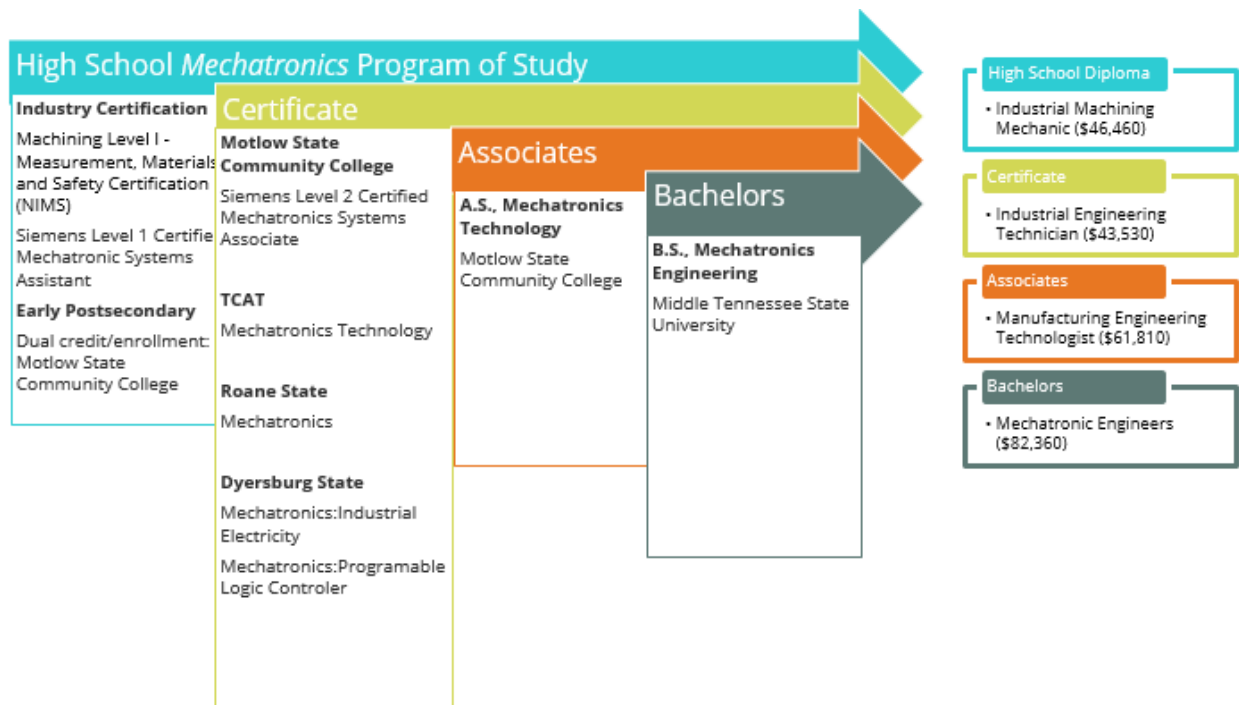 High School Mechatronics Program of Study
Industry Certification
Machining Level I -
Measurement, Materials
and Safety Certification
(NIMS)
Siemens Level 1 Certifie
Mechatronic Systems
Assistant
Early Postsecondary
Dual credit/enrollment:
Motlow State
Community College
Certificate
Motlow State
Community College
Siemens Level 2 Certified
Mechatronics Systems
Associate
TCAT
Mechatronics Technology
Roane State
Mechatronics
Dyersburg State
Mechatronics:Industrial
Electricity
Mechatronics:Programable
Logic Controler
Associates
A.S., Mechatronics
Technology
Motlow State
Community College
Bachelors
B.S., Mechatronics
Engineering
Middle Tennessee State
University
High School Diploma
• Industrial Machining
Mechanic ($46,460)
Certificate
• Industrial Engineering
Technician ($43,530)
Associates
• Manufacturing Engineering
Technologist ($61,810)
Bachelors
• Mechatronic Engineers
($82,360)